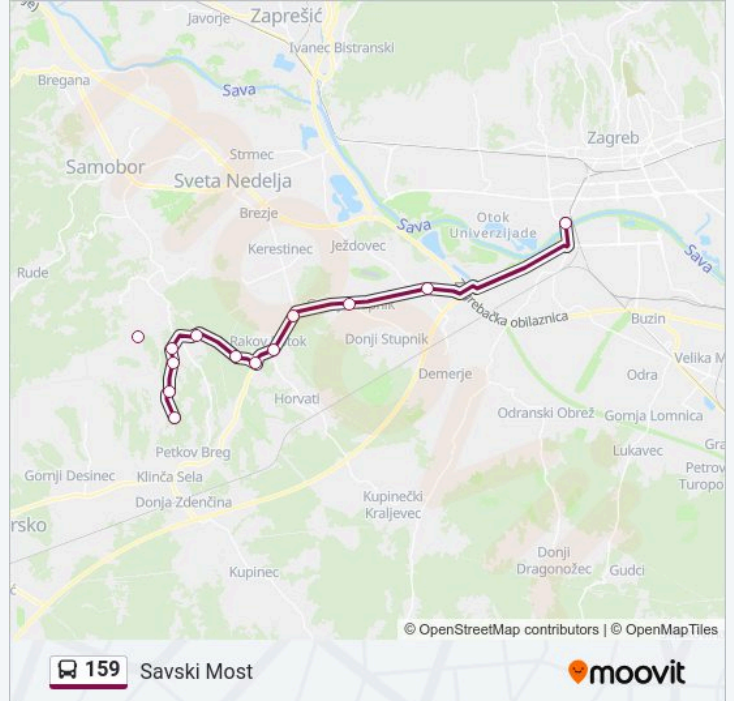 Javorje
Zaprešić
Ivanec Bistranski
Bregana
Sava
Zagreb
Samobor
Strmec
Sveta Nedelja
Brezje
Otok
Univerzijade
Sava
Kerestinec
Ježdovec
Sava
Rude
obilaznica
Buzin
Rakov
Donji Stupnik
Velika M
Demerje
Odra
Horvati
Odranski Obrež
Gornja Lomnica
Petkov Breg
Lukavec
Gra
Gornji Desinec
Klinča Sela
Petrov
Turopo
Donja Zdenčina
Kupinečki
Kraljevec
rsko
Donji
Dragonožec
Gudci
Kupinec
© OpenStreetMap contributors | © OpenMapTiles
159 Savski Most
moovit